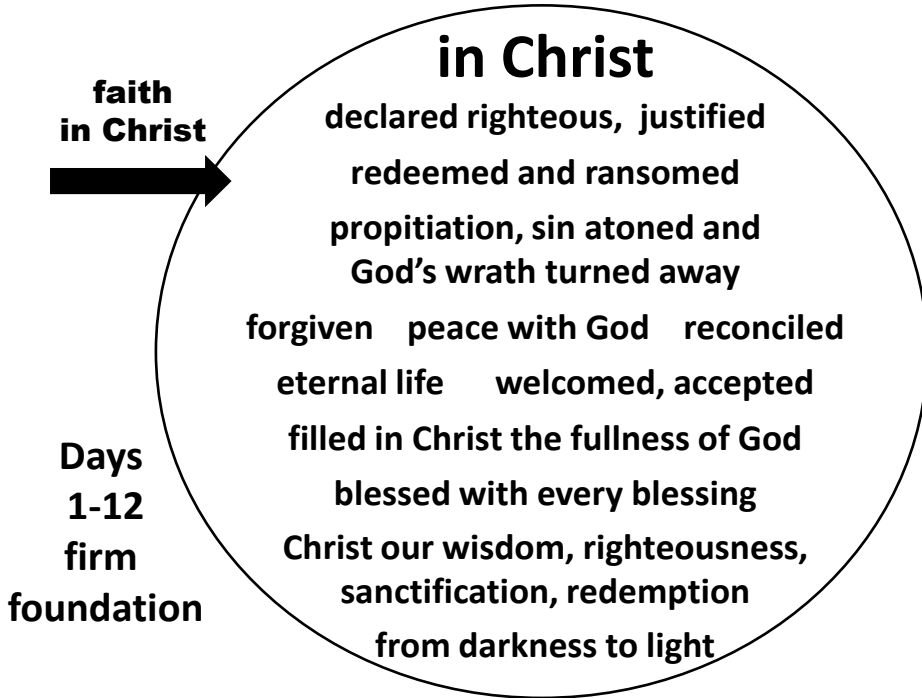 in Christ
faith
in Christ
declared righteous, justified
redeemed and ransomed
propitiation, sin atoned and
God's wrath turned away
forgiven peace with God reconciled
eternal life welcomed, accepted
filled in Christ the fullness of God
blessed with every blessing
Christ our wisdom, righteousness,
sanctification, redemption
from darkness to light
Days
1-12
firm
foundation